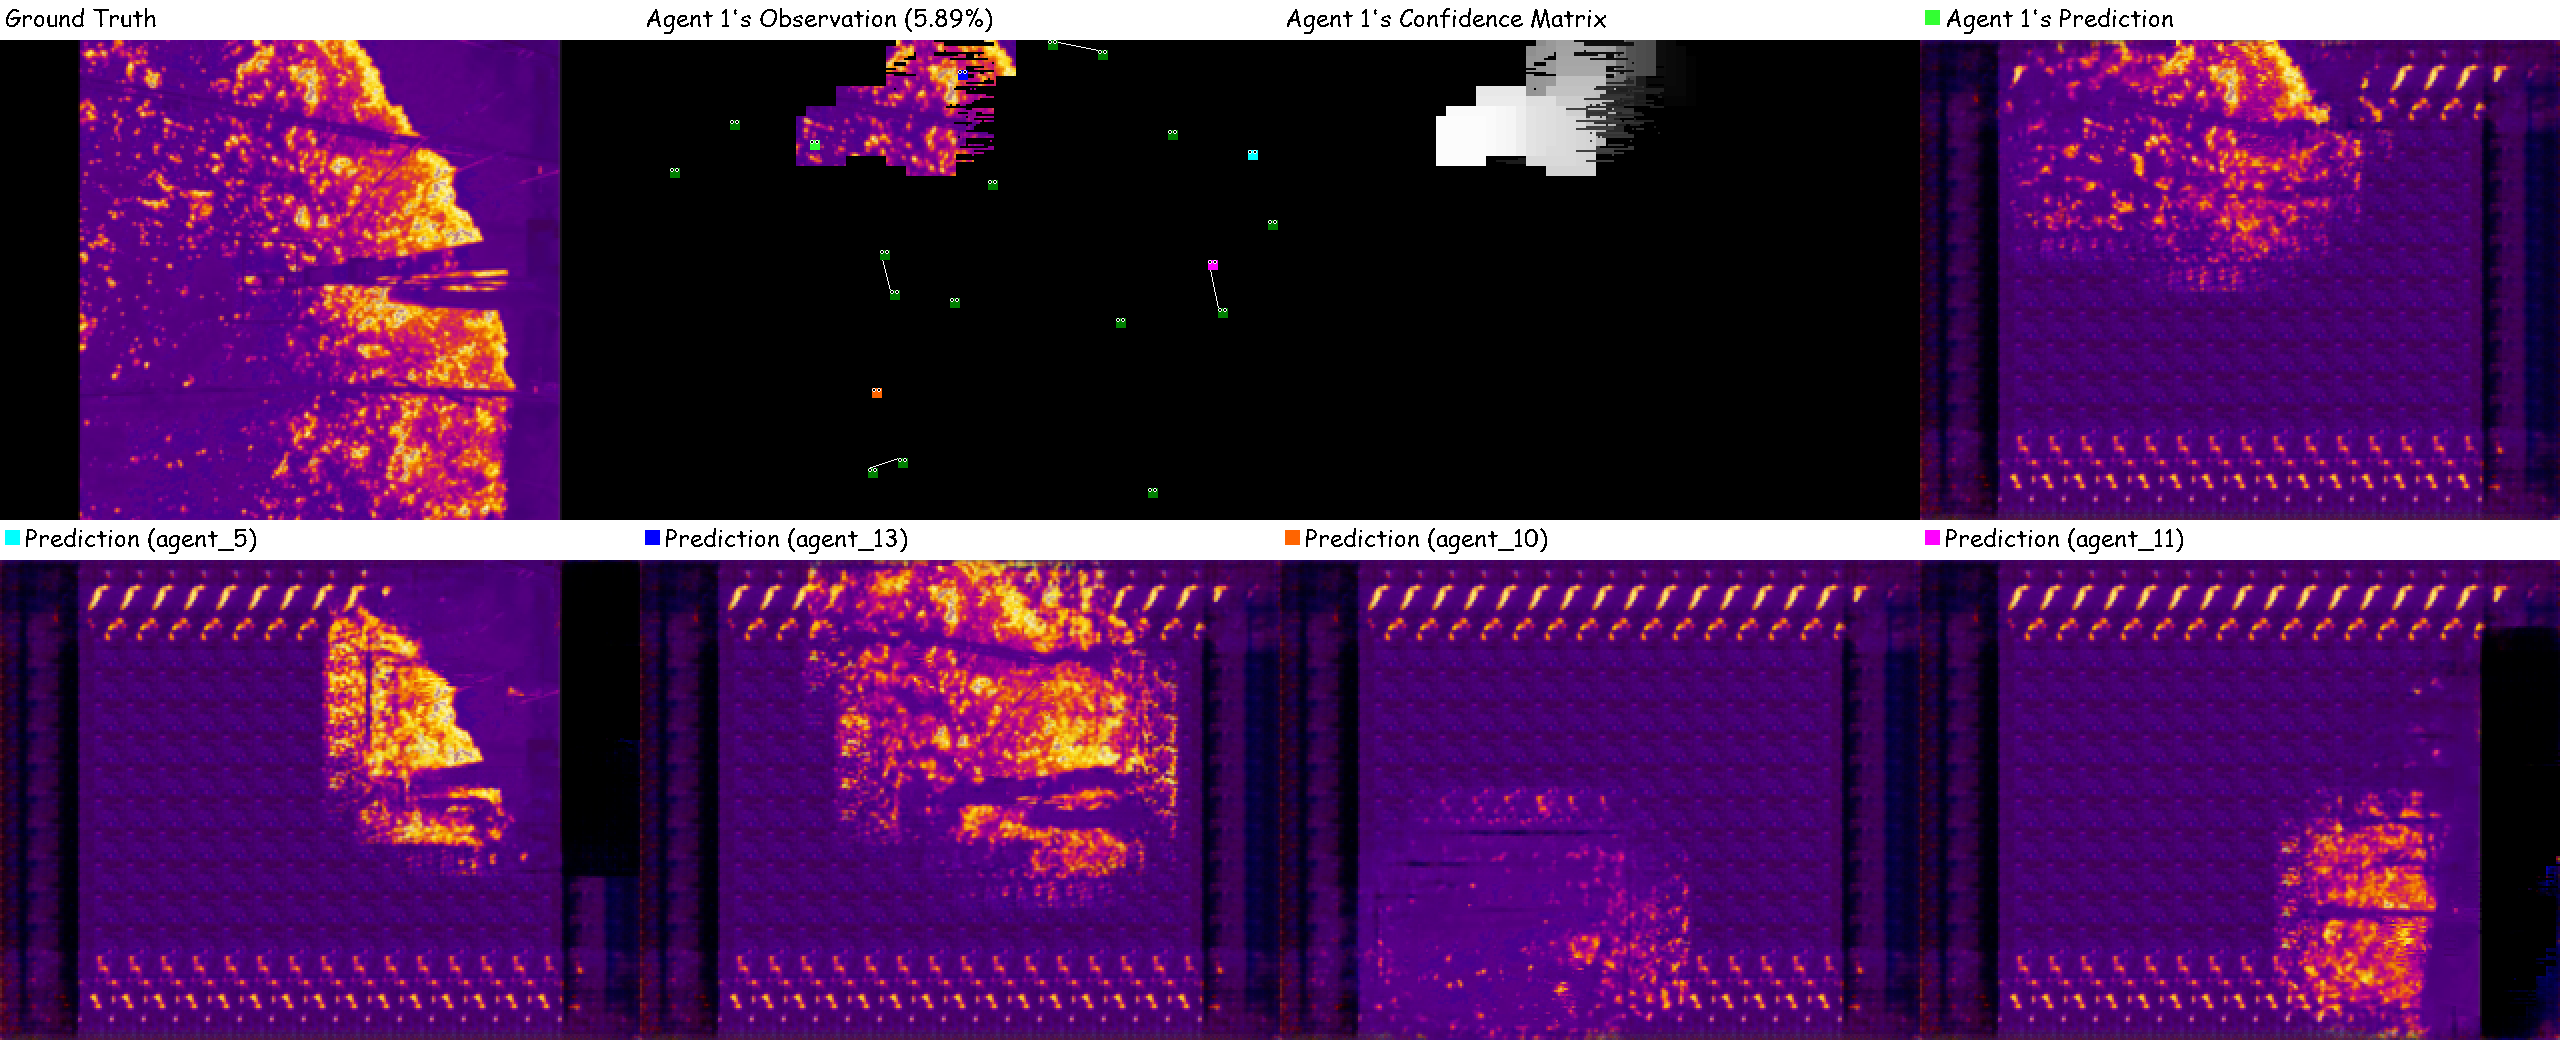 Ground Truth
Agent 1's Observation (5.89%)
Agent 1's Confidence Matrix
Agent 1's Prediction
Prediction (agent_5)
Prediction (agent_13)
Prediction (agent_10)
Prediction (agent_11)